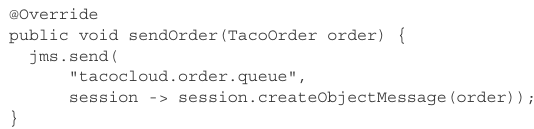 @Override
public void sendOrder(TacoOrder order) {
  jms.send(
      "tacocloud.order.queue",
      session -> session.createObjectMessage(order));
}